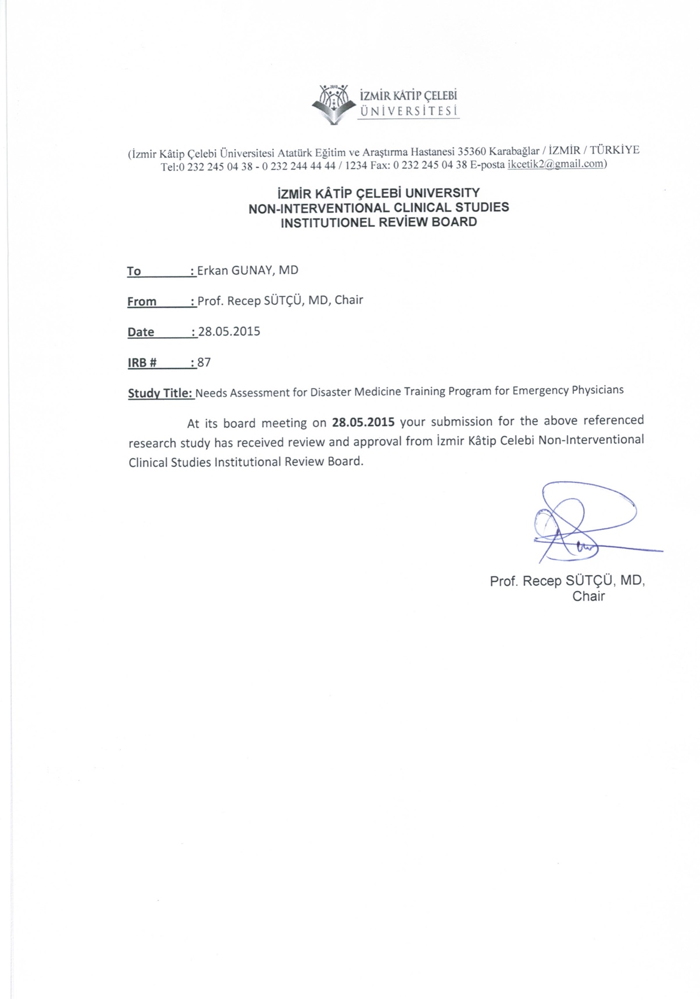 2010
İZMİR KÂTİP ÇELEBİ
ÜNİVERSİTESİ
(İzmir Kâtip Çelebi Üniversitesi Atatürk Eğitim ve Araştırma Hastanesi 35360 Karabağlar / İZMİR / TÜRKİYE
Tel:0 232 245 04 38 - 0 232 244 44 44 / 1234 Fax: 0 232 245 04 38 E-posta ikcetik2@gmail.com)
İZMİR KÂTİP ÇELEBİ UNIVERSITY
NON-INTERVENTIONAL CLINICAL STUDIES
INSTITUTIONEL REVİEW BOARD
To : Erkan GUNAY, MD
From : Prof. Recep SÜTÇÜ, MD, Chair
Date : 28.05.2015
IRB # : 87
Study Title: Needs Assessment for Disaster Medicine Training Program for Emergency Physicians
At its board meeting on 28.05.2015 your submission for the above referenced
research study has received review and approval from İzmir Kâtip Celebi Non-Interventional
Clinical Studies Institutional Review Board.
Prof. Recep SÜTÇÜ, MD,
Chair